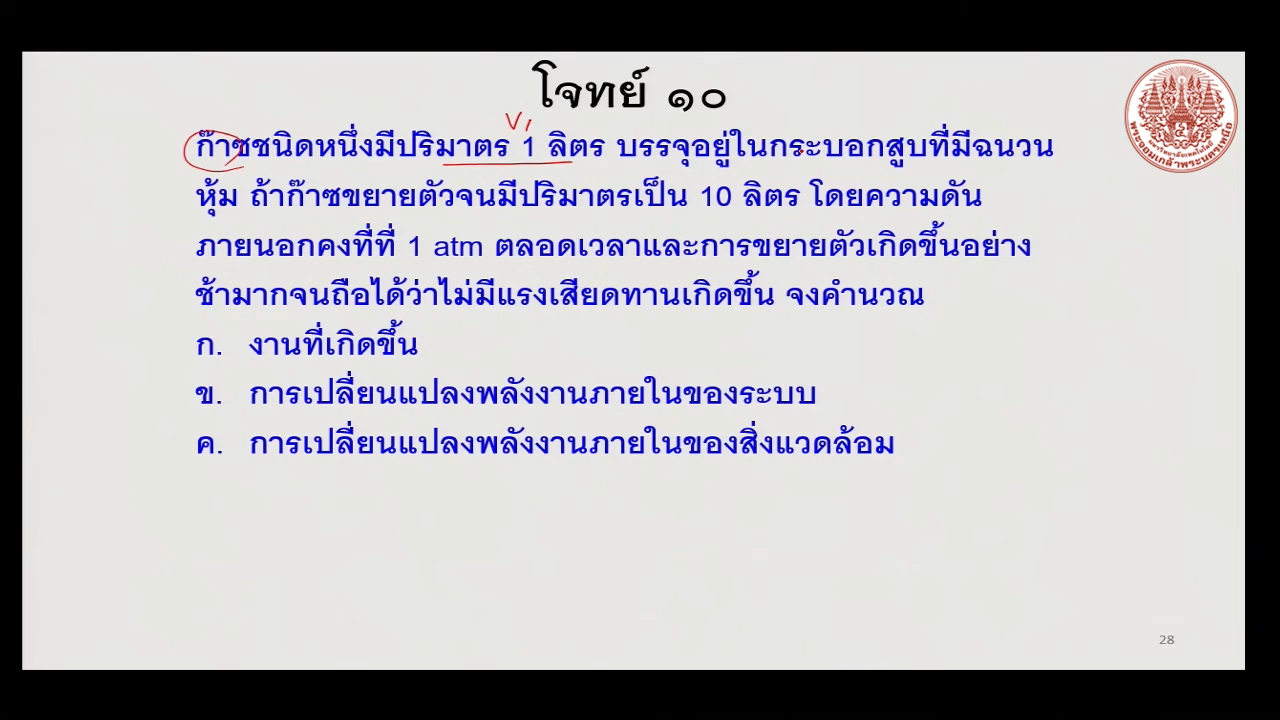 โจทย์ ๑๐
V1
ก๊าซชนิดหนึ่งมีปริมาตร 1 ลิตร บรรจุอยู่ในกระบอกสูบที่มีฉนวน
หุ้ม ถ้าก๊าซขยายตัวจนมีปริมาตรเป็น 10 ลิตร โดยความดัน
ภายนอกคงที่ที่ 1 atm ตลอดเวลาและการขยายตัวเกิดขึ้นอย่าง
ช้ามากจนถือได้ว่าไม่มีแรงเสียดทานเกิดขึ้น จงคำนวณ
ก. งานที่เกิดขึ้น
ข. การเปลี่ยนแปลงพลังงานภายในของระบบ
ค. การเปลี่ยนแปลงพลังงานภายในของสิ่งแวดล้อม
28